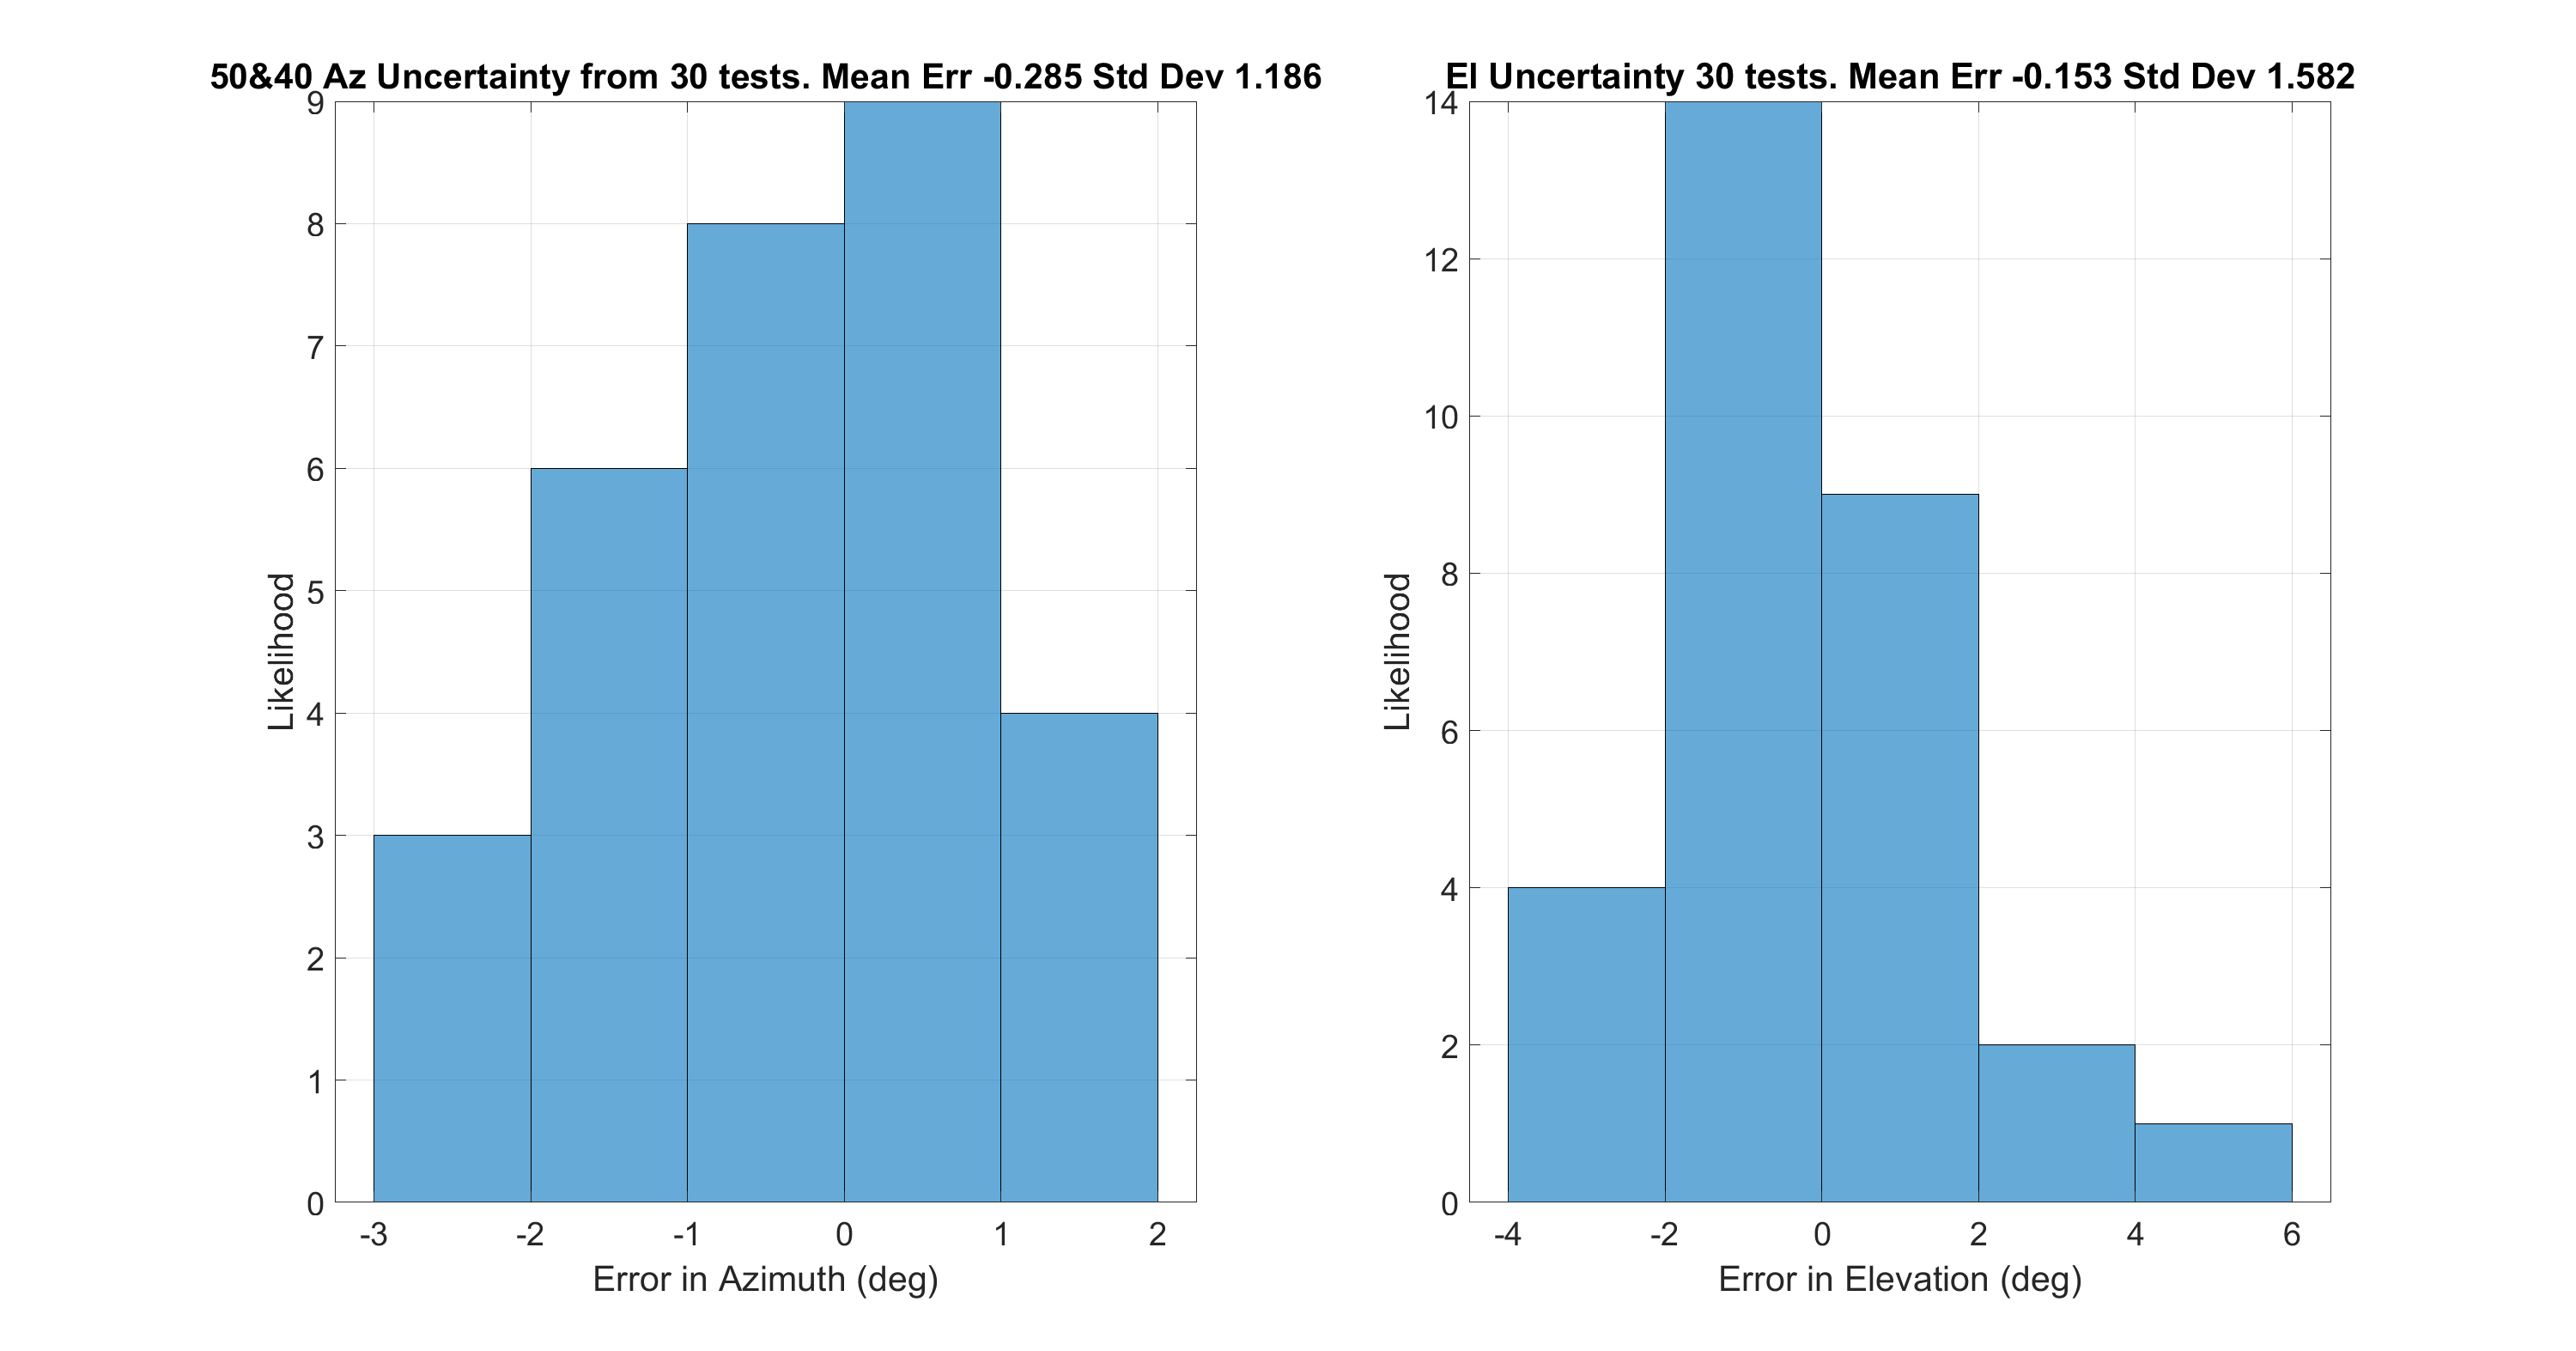 50&40 Az Uncertainty from 30 tests. Mean Err -0.285 Std Dev 1.186
9
8
7
6
5
4
3
2
1
0
Likelihood
-3 -2 -1 0 1 2
Error in Azimuth (deg)
El Uncertainty 30 tests. Mean Err -0.153 Std Dev 1.582
14
12
10
8
6
4
2
0
Likelihood
-4 -2 0 2 4 6
Error in Elevation (deg)